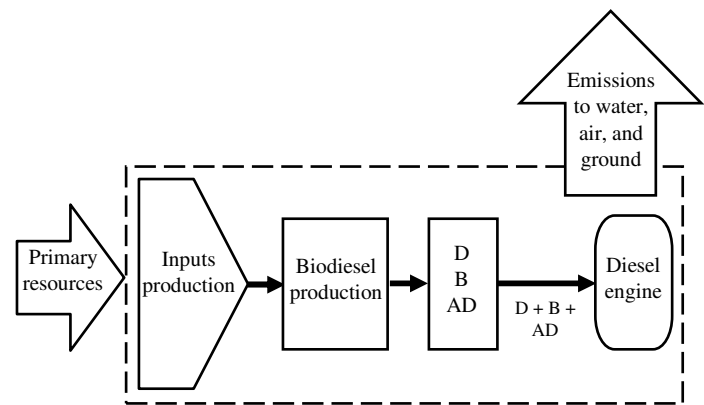 Emissions
to water,
air, and
ground
Primary
resources
Inputs
production
Biodiesel
production
D
B
AD
D + B +
AD
Diesel
engine